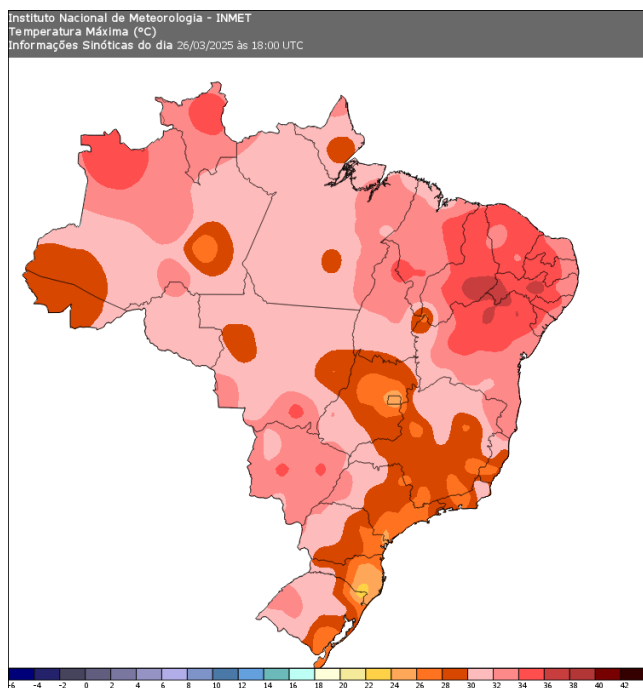 Instituto Nacional de Meteorologia - INMET
Temperatura Máxima (°C)
Informações Sinóticas do dia 26/03/2025 às 18:00 UTC
-6 -4 -2 0 2 4 6 8 10 12 14 16 18 20 22 24 26 28 30 32 34 36 38 40 42